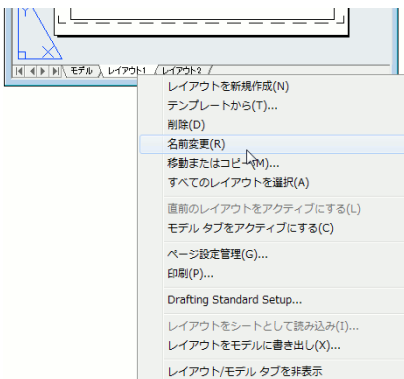 Y
X
モデル レイアウト1 レイアウト2
レイアウトを新規作成(N)
テンプレートから(T)...
削除(D)
名前変更(R)
移動またはコピー(M)...
すべてのレイアウトを選択(A)
直前のレイアウトをアクティブにする(L)
モデル タブをアクティブにする(C)
ページ設定管理(G)...
印刷(P)...
Drafting Standard Setup...
レイアウトをシートとして読み込み(I)...
レイアウトをモデルに書き出し(X)...
レイアウト/モデル タブを非表示